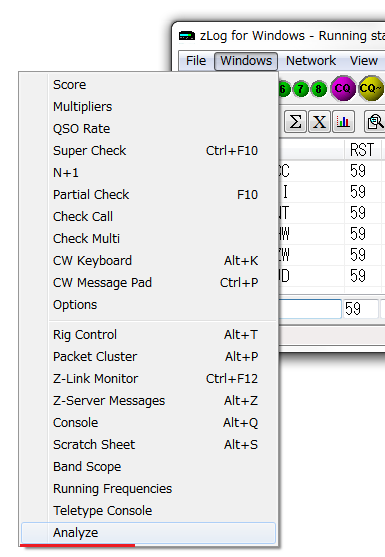 zLog for Windows - Running sta
File Windows Network View
6 7 8 CQ CQ~
Σ X
Score
Multipliers
QSO Rate
Super Check Ctrl+F10
N+1
Partial Check F10
Check Call
Check Multi
CW Keyboard Alt+K
CW Message Pad Ctrl+P
Options
Rig Control Alt+T
Packet Cluster Alt+P
Z-Link Monitor Ctrl+F12
Z-Server Messages Alt+Z
Console Alt+Q
Scratch Sheet Alt+S
Band Scope
Running Frequencies
Teletype Console
Analyze
RST
59
I 59
NT 59
59
59
59
59